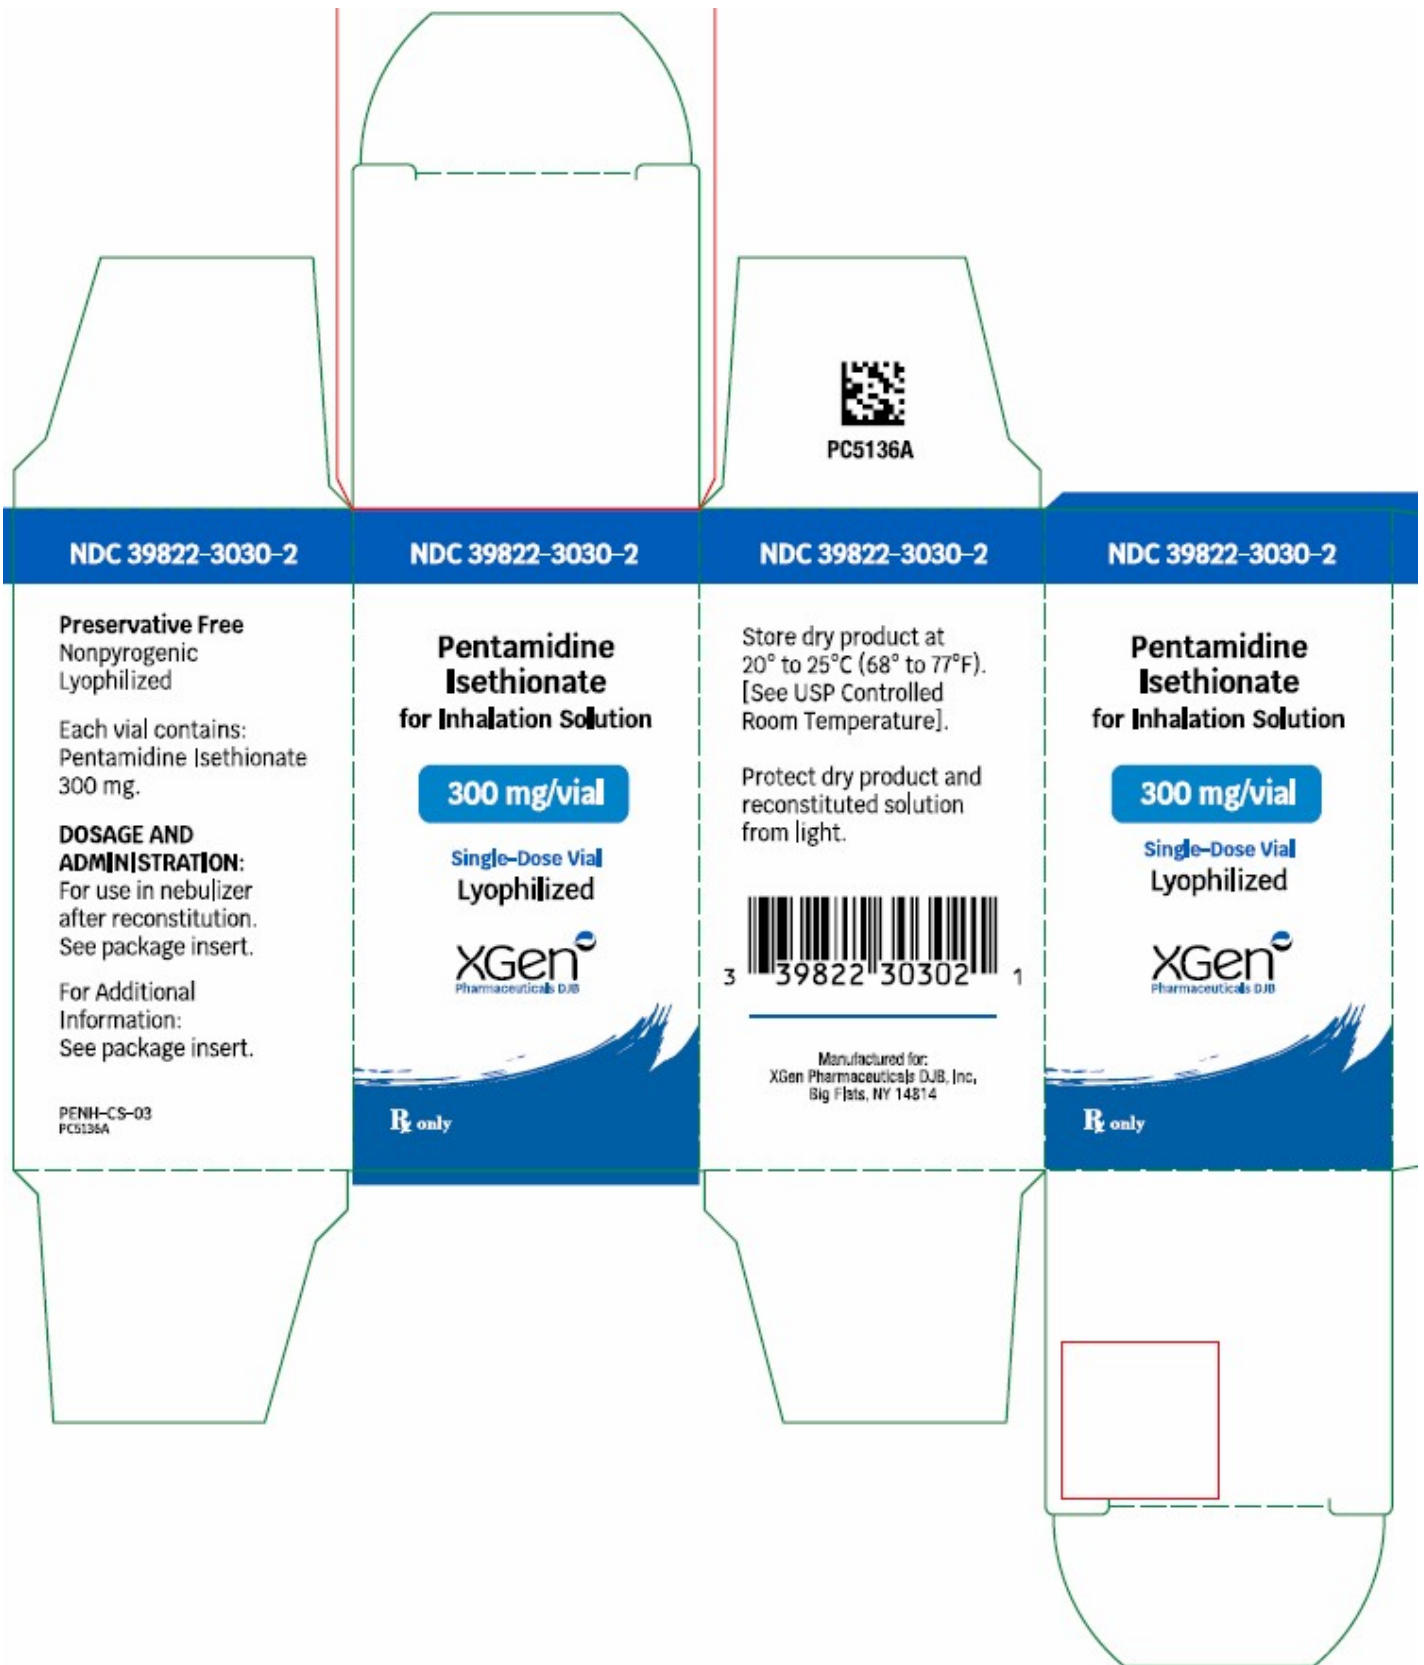 PC5136A
NDC 39822-3030-2
Preservative Free
Nonpyrogenic
Lyophilized
Each vial contains:
Pentamidine Isethionate
300 mg.
DOSAGE AND
ADMINISTRATION:
For use in nebulizer
after reconstitution.
See package insert.
For Additional
Information:
See package insert.
PENH-CS-03
PC5136A
NDC 39822-3030-2
Pentamidine
Isethionate
for Inhalation Solution
300 mg/vial
Single-Dose Vial
Lyophilized
XGen
Pharmaceuticals DJB
Rx only
NDC 39822-3030-2
Store dry product at
20° to 25°C (68° to 77°F).
[See USP Controlled
Room Temperature].
Protect dry product and
reconstituted solution
from light.
3 39822 30302 1
Manufactured for:
XGen Pharmaceuticals DJB, Inc,
Big Flats, NY 14814
NDC 39822-3030-2
Pentamidine
Isethionate
for Inhalation Solution
300 mg/vial
Single-Dose Vial
Lyophilized
XGen
Pharmaceuticals DJB
Rx only